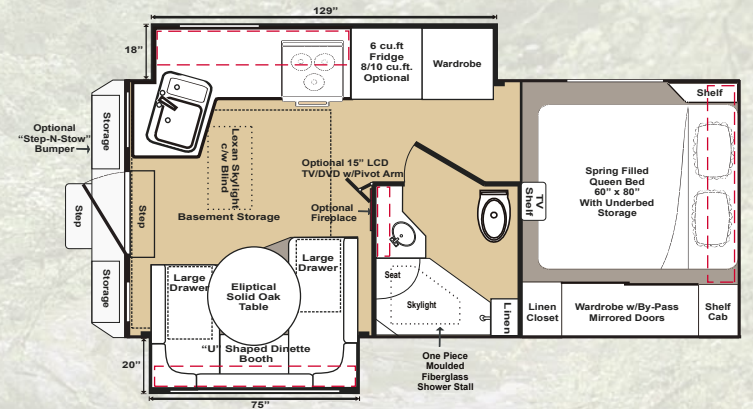 129”
18”
6 cu.ft
Fridge
8/10 cu.ft.
Optional
Wardrobe
Shelf
Storage
Optional
“Step-N-Stow”
Bumper
Lexan Skylight
c/w Blind
Optional 15” LCD
TV/DVD w/Pivot Arm
Spring Filled
Queen Bed
60” x 80”
With Underbed
Storage
TV
Shelf
Step
Step
Basement Storage
Optional
Fireplace
Storage
Large
Drawer
Large
Drawer
Eliptical
Solid Oak
Table
Seat
Skylight
Linen
Linen
Closet
Wardrobe w/By-Pass
Mirrored Doors
Shelf
Cab
“U” Shaped Dinette
Booth
20”
75”
One Piece
Moulded
Fiberglass
Shower Stall